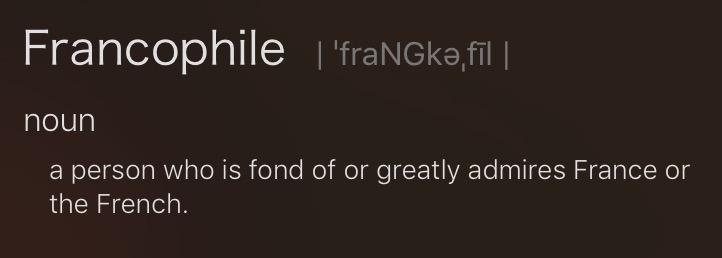 Francophile | ˈfraNGkəˌfīl |
noun
a person who is fond of or greatly admires France or
the French.